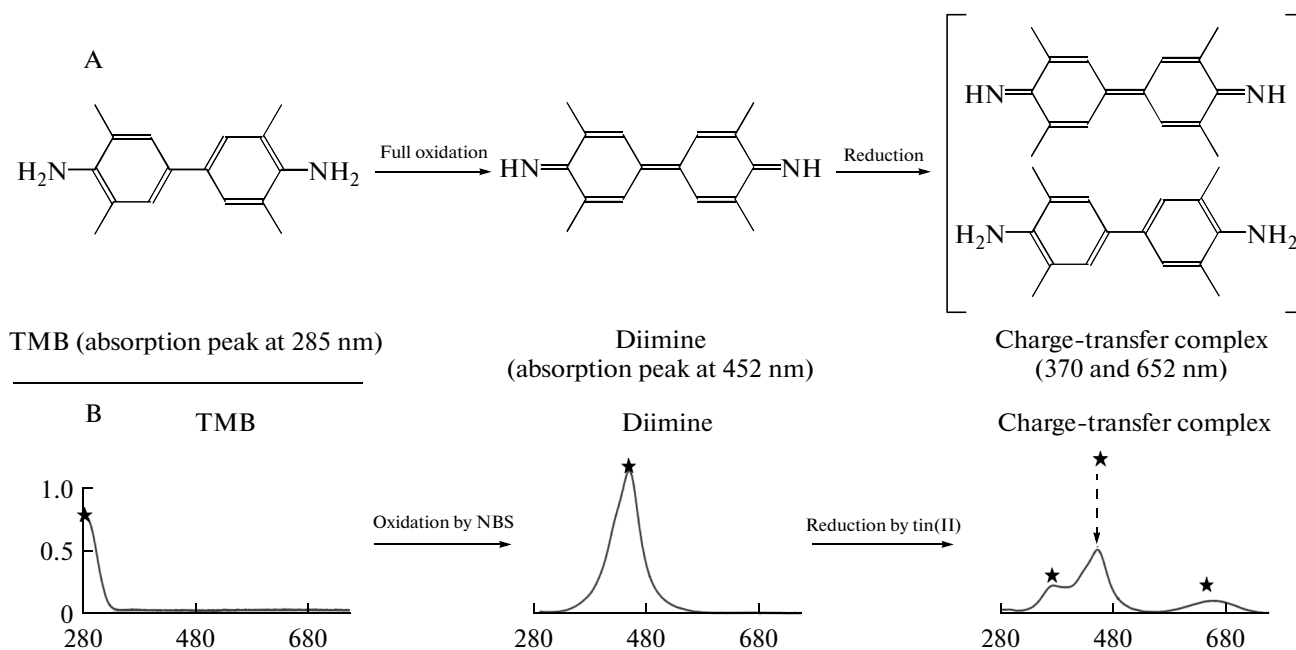 A
H₂N
NH₂
Full oxidation
HN
NH
Reduction
HN
NH
H₂N
NH₂
TMB (absorption peak at 285 nm)
Diimine
(absorption peak at 452 nm)
Charge-transfer complex
(370 and 652 nm)
B
TMB
Diimine
Charge-transfer complex
1.0
0.5
0
280 480 680
Oxidation by NBS
280 480 680
Reduction by tin(II)
280 480 680